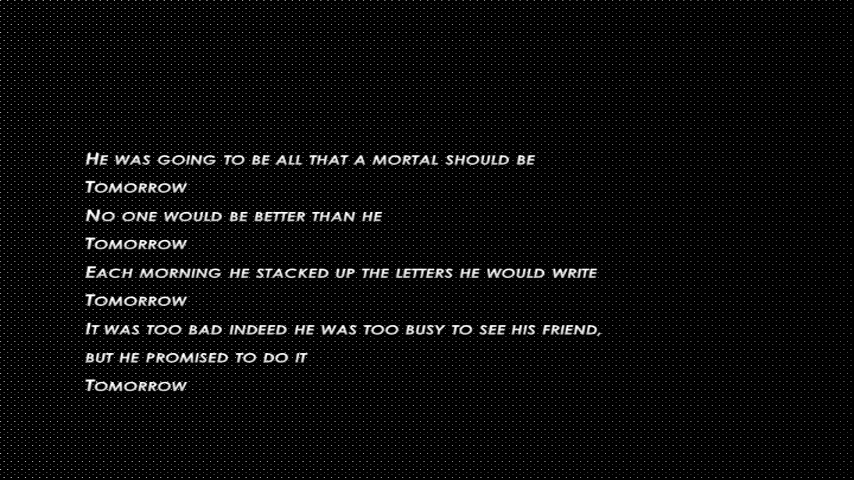 He was going to be all that a mortal should be
Tomorrow
No one would be better than he
Tomorrow
Each morning he stacked up the letters he would write
Tomorrow
It was too bad indeed he was too busy to see his friend,
but he promised to do it
Tomorrow